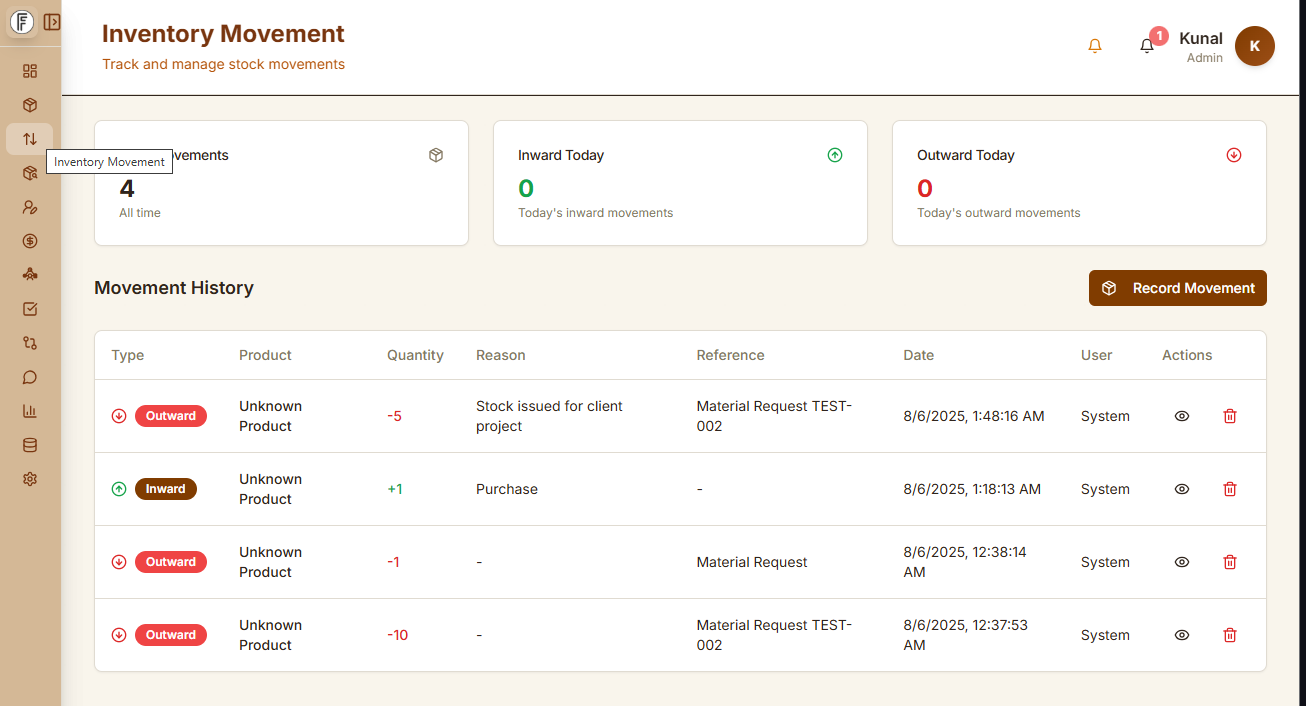 Inventory Movement
Track and manage stock movements
1
Kunal
Admin
K
Inventory Movement
4
All time
Inward Today
0
Today's inward movements
Outward Today
0
Today's outward movements
Movement History
Record Movement
Type Product Quantity Reason Reference Date User Actions
Outward Unknown Product -5 Stock issued for client project Material Request TEST-002 8/6/2025, 1:48:16 AM System
Inward Unknown Product +1 Purchase - 8/6/2025, 1:18:13 AM System
Outward Unknown Product -1 - Material Request 8/6/2025, 12:38:14 AM System
Outward Unknown Product -10 - Material Request TEST-002 8/6/2025, 12:37:53 AM System